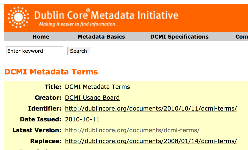 Dublin Core® Metadata Initiative
Making it easier to find information.
Home Metadata Basics DCMI Specifications
Enter keyword Search
DCMI Metadata Terms
Title: DCMI Metadata Terms
Creator: DCMI Usage Board
Identifier: http://dublincore.org/documents/2010/10/11/dcmi-terms/
Date Issued: 2010-10-11
Latest Version: http://dublincore.org/documents/dcmi-terms/
Replaces: http://dublincore.org/documents/2008/01/14/dcmi-terms/